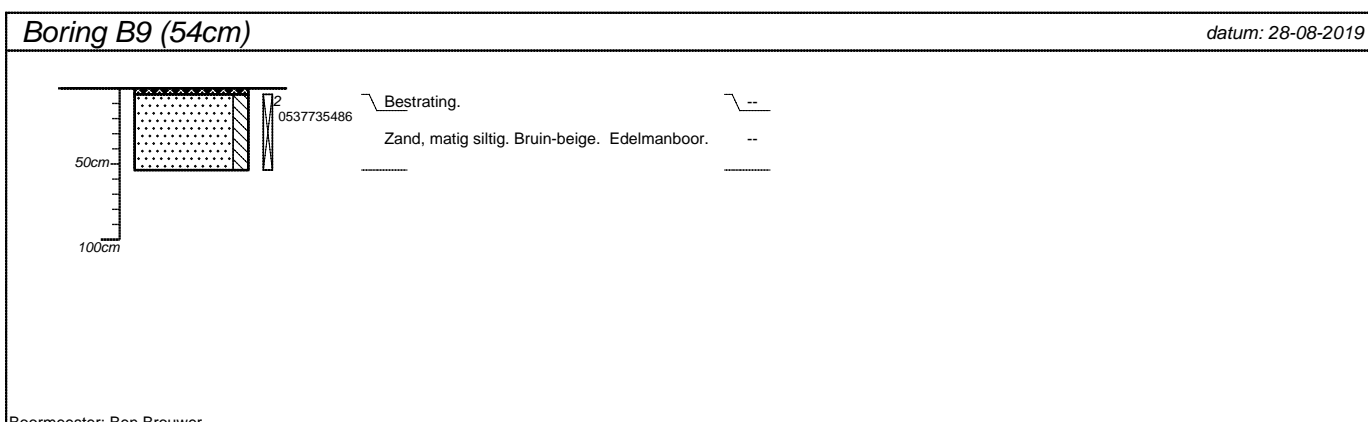 Boring B9 (54cm)
datum: 28-08-2019
Bestrating.
--
2
0537735486
Zand, matig siltig. Bruin-beige. Edelmanboor.
--
50cm
100cm